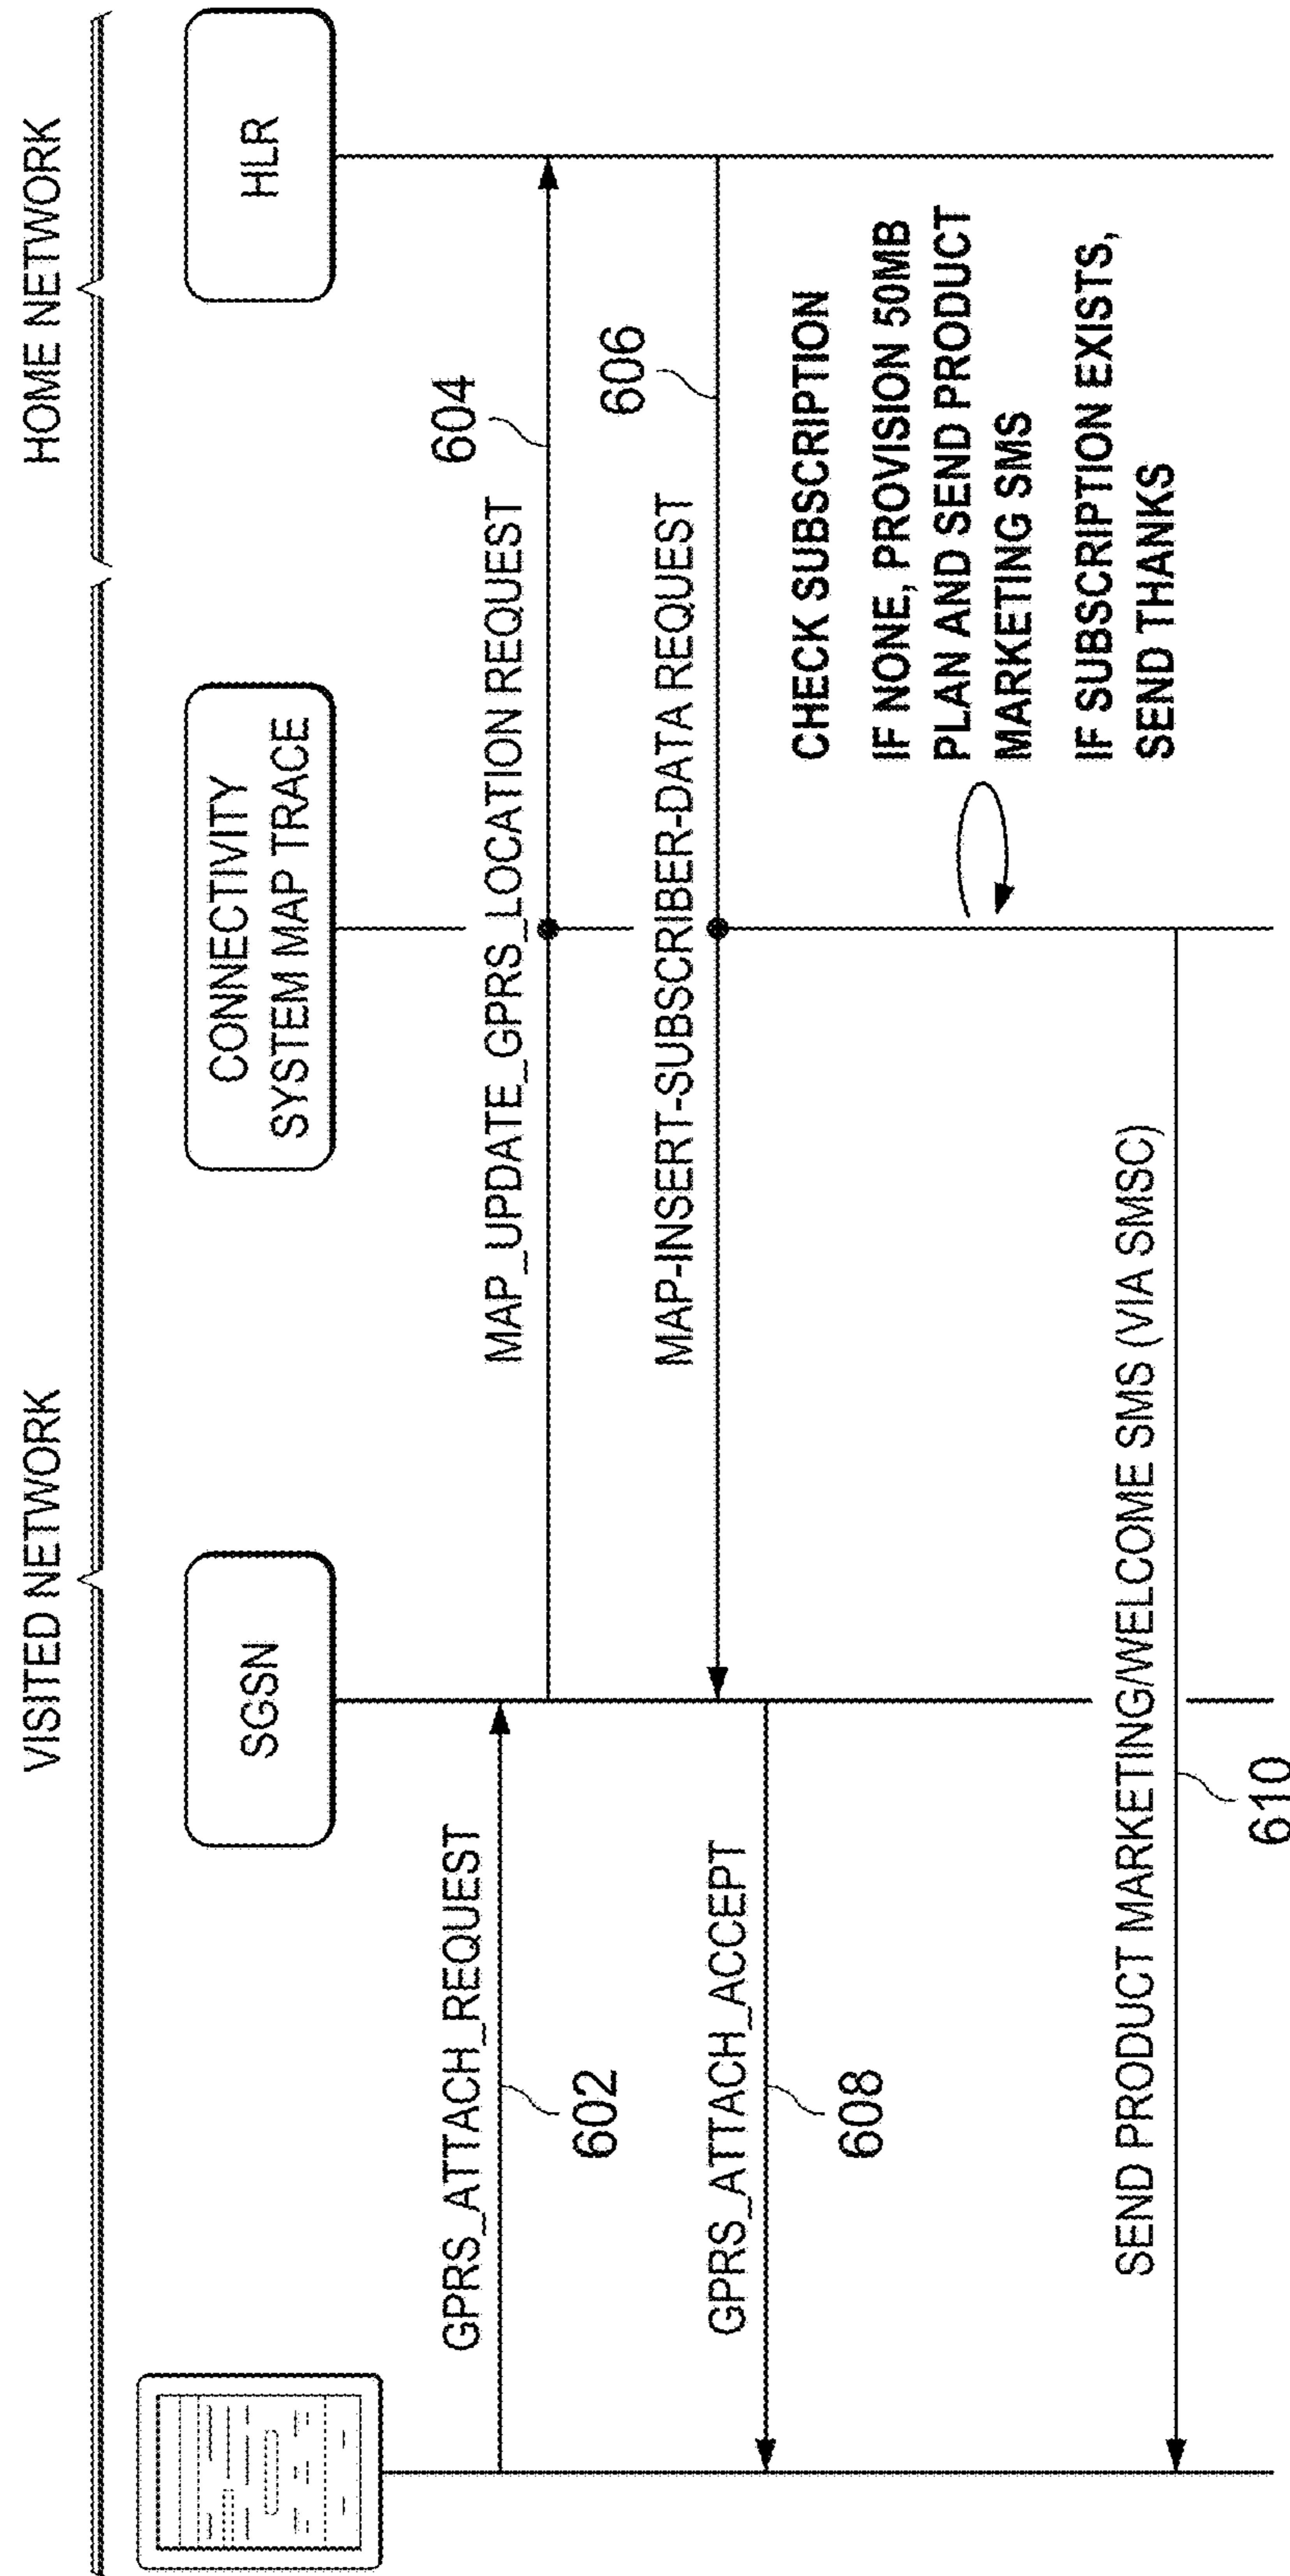 VISITED NETWORK
HOME NETWORK
SGSN
CONNECTIVITY
SYSTEM MAP TRACE
HLR
GPRS_ATTACH_REQUEST
602
MAP_UPDATE_GPRS_LOCATION REQUEST
604
MAP-INSERT-SUBSCRIBER-DATA REQUEST
606
GPRS_ATTACH_ACCEPT
608
CHECK SUBSCRIPTION
IF NONE, PROVISION 50MB
PLAN AND SEND PRODUCT
MARKETING SMS
IF SUBSCRIPTION EXISTS,
SEND THANKS
SEND PRODUCT MARKETING/WELCOME SMS (VIA SMSC)
610